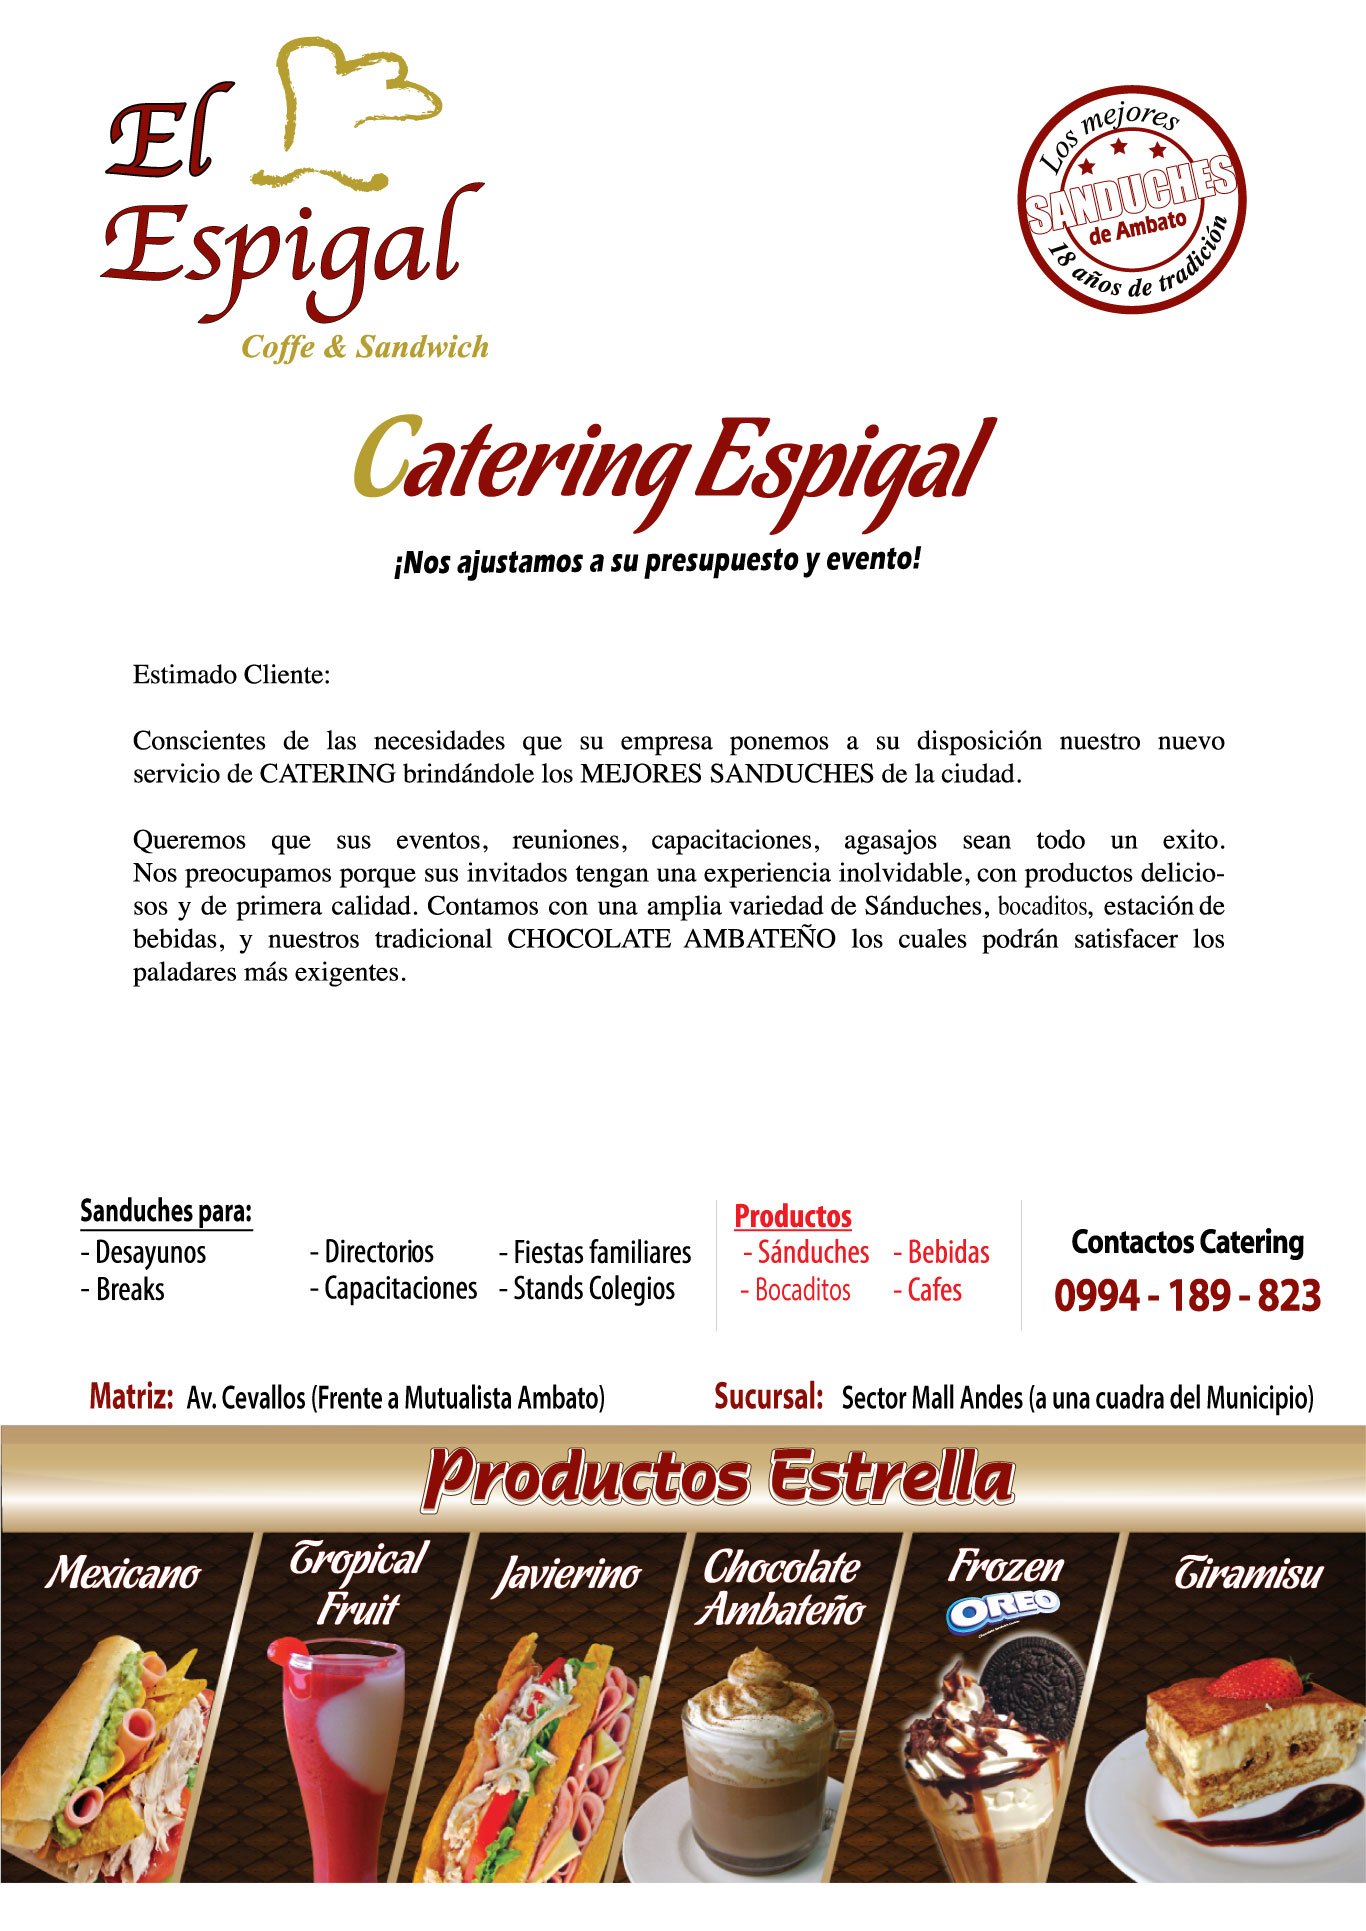 El
Espigal
Coffe & Sandwich
Los mejores
SANDUCHES
de Ambato
18 años de tradición
Catering Espigal
¡Nos ajustamos a su presupuesto y evento!
Estimado Cliente:
Conscientes de las necesidades que su empresa ponemos a su disposición nuestro nuevo
servicio de CATERING brindándole los MEJORES SANDUCHES de la ciudad.
Queremos que sus eventos, reuniones, capacitaciones, agasajos sean todo un exito.
Nos preocupamos porque sus invitados tengan una experiencia inolvidable, con productos delicio-
sos y de primera calidad. Contamos con una amplia variedad de Sánduches, bocaditos, estación de
bebidas, y nuestros tradicional CHOCOLATE AMBATEÑO los cuales podrán satisfacer los
paladares más exigentes.
Sanduches para:
- Desayunos - Directorios - Fiestas familiares
- Breaks - Capacitaciones - Stands Colegios
Productos
- Sánduches - Bebidas
- Bocaditos - Cafes
Contactos Catering
0994 - 189 - 823
Matriz: Av. Cevallos (Frente a Mutualista Ambato)
Sucursal: Sector Mall Andes (a una cuadra del Municipio)
Productos Estrella
Mexicano
Tropical
Fruit
Javierino
Chocolate
Ambateño
Frozen
OREO
Tiramisu